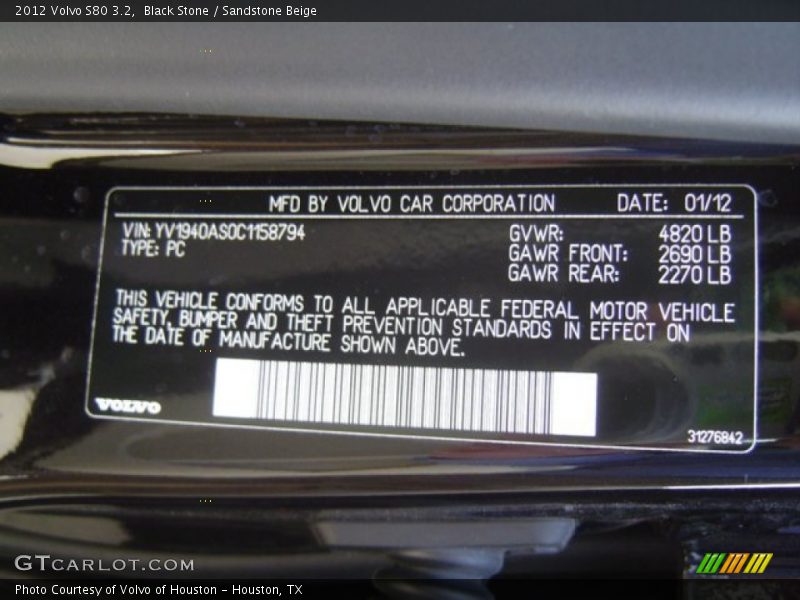 2012 Volvo S80 3.2, Black Stone / Sandstone Beige
MFD BY VOLVO CAR CORPORATION DATE: 01/12
VIN: YV1940AS0C1158794
TYPE: PC
GVWR: 4820 LB
GAWR FRONT: 2690 LB
GAWR REAR: 2270 LB
THIS VEHICLE CONFORMS TO ALL APPLICABLE FEDERAL MOTOR VEHICLE
SAFETY, BUMPER AND THEFT PREVENTION STANDARDS IN EFFECT ON
THE DATE OF MANUFACTURE SHOWN ABOVE.
VOLVO
31276842
GTCARLOT.COM
Photo Courtesy of Volvo of Houston - Houston, TX